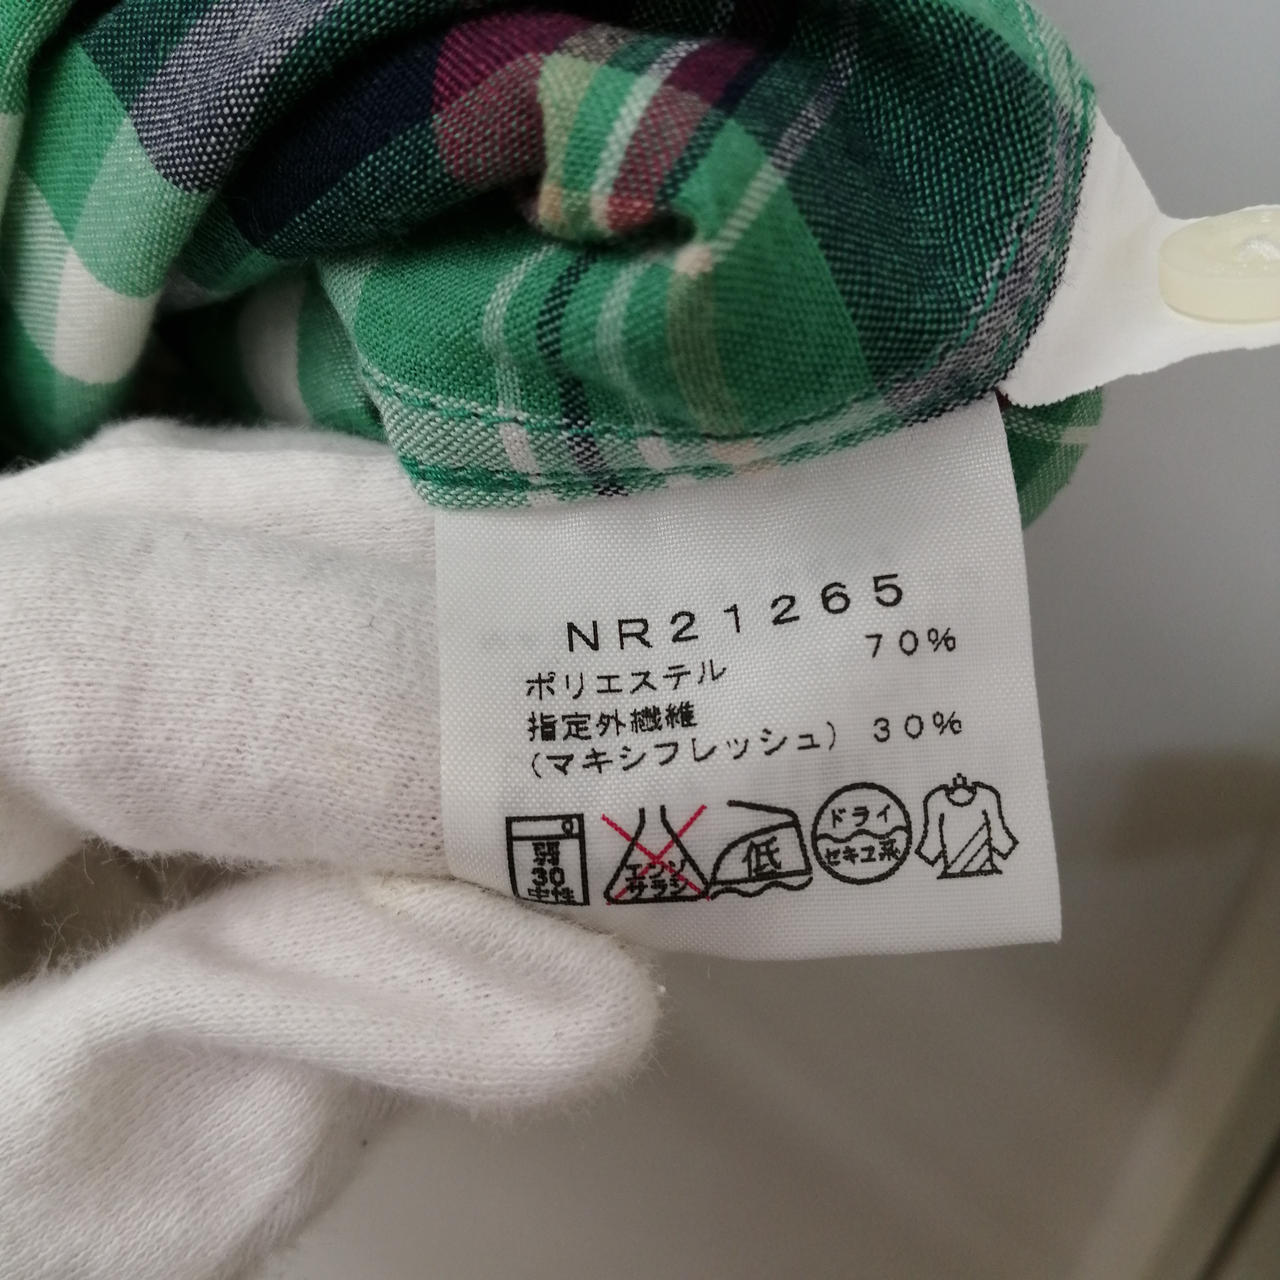 NR21265
ポリエステル 70%
指定外繊維
(マキシフレッシュ) 30%
弱
30
中性
エンソ
サラシ
低
ドライ
セキユ系